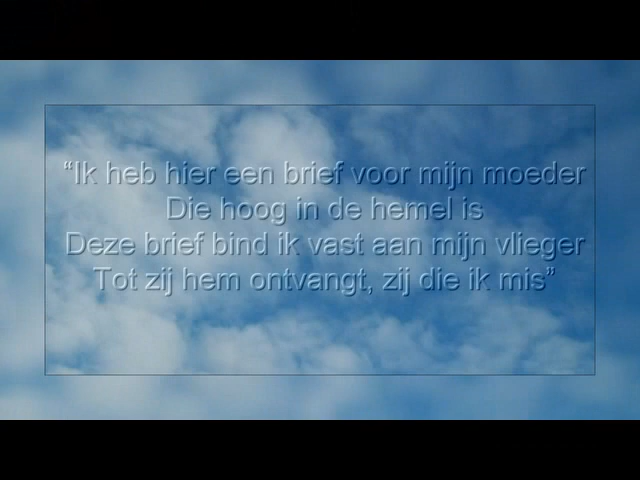 “Ik heb hier een brief voor mijn moeder
Die hoog in de hemel is
Deze brief bind ik vast aan mijn vlieger
Tot zij hem ontvangt, zij die ik mis”